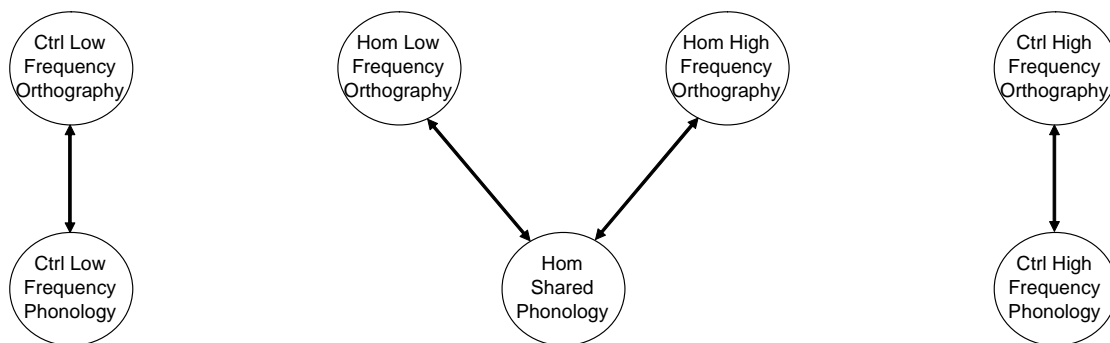 Ctrl Low
Frequency
Orthography
Hom Low
Frequency
Orthography
Hom High
Frequency
Orthography
Ctrl High
Frequency
Orthography
Ctrl Low
Frequency
Phonology
Hom
Shared
Phonology
Ctrl High
Frequency
Phonology